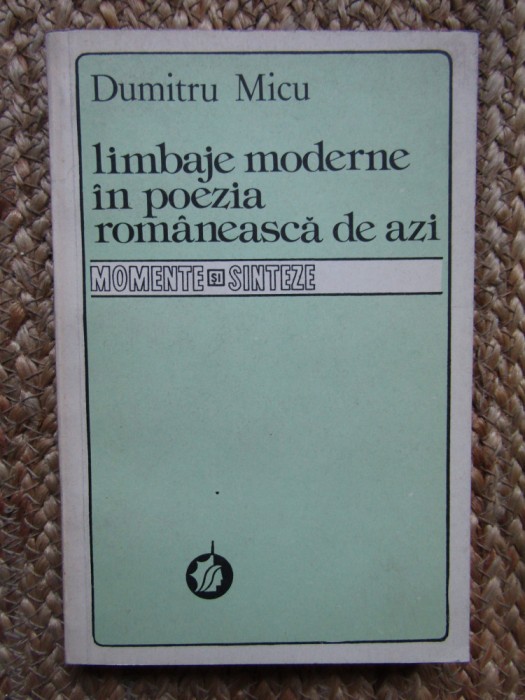 Dumitru Micu
limbaje moderne
în poezia
românească de azi
MOMENTE ȘI SINTEZE